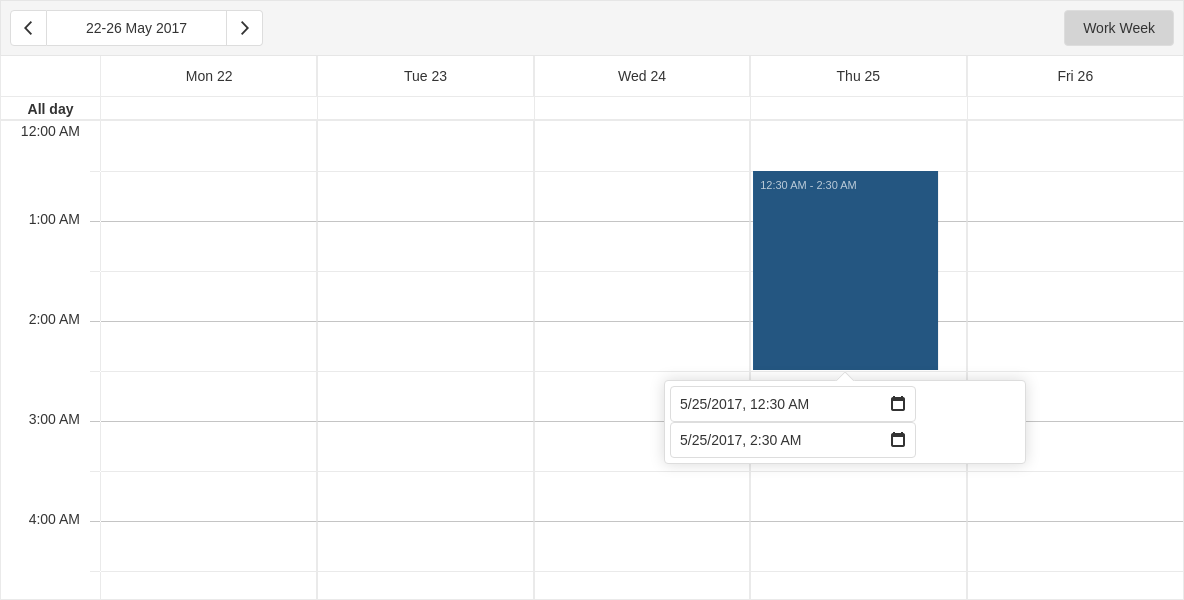 22-26 May 2017
Work Week
Mon 22
Tue 23
Wed 24
Thu 25
Fri 26
All day
12:00 AM
12:30 AM - 2:30 AM
1:00 AM
2:00 AM
5/25/2017, 12:30 AM
3:00 AM
5/25/2017, 2:30 AM
4:00 AM